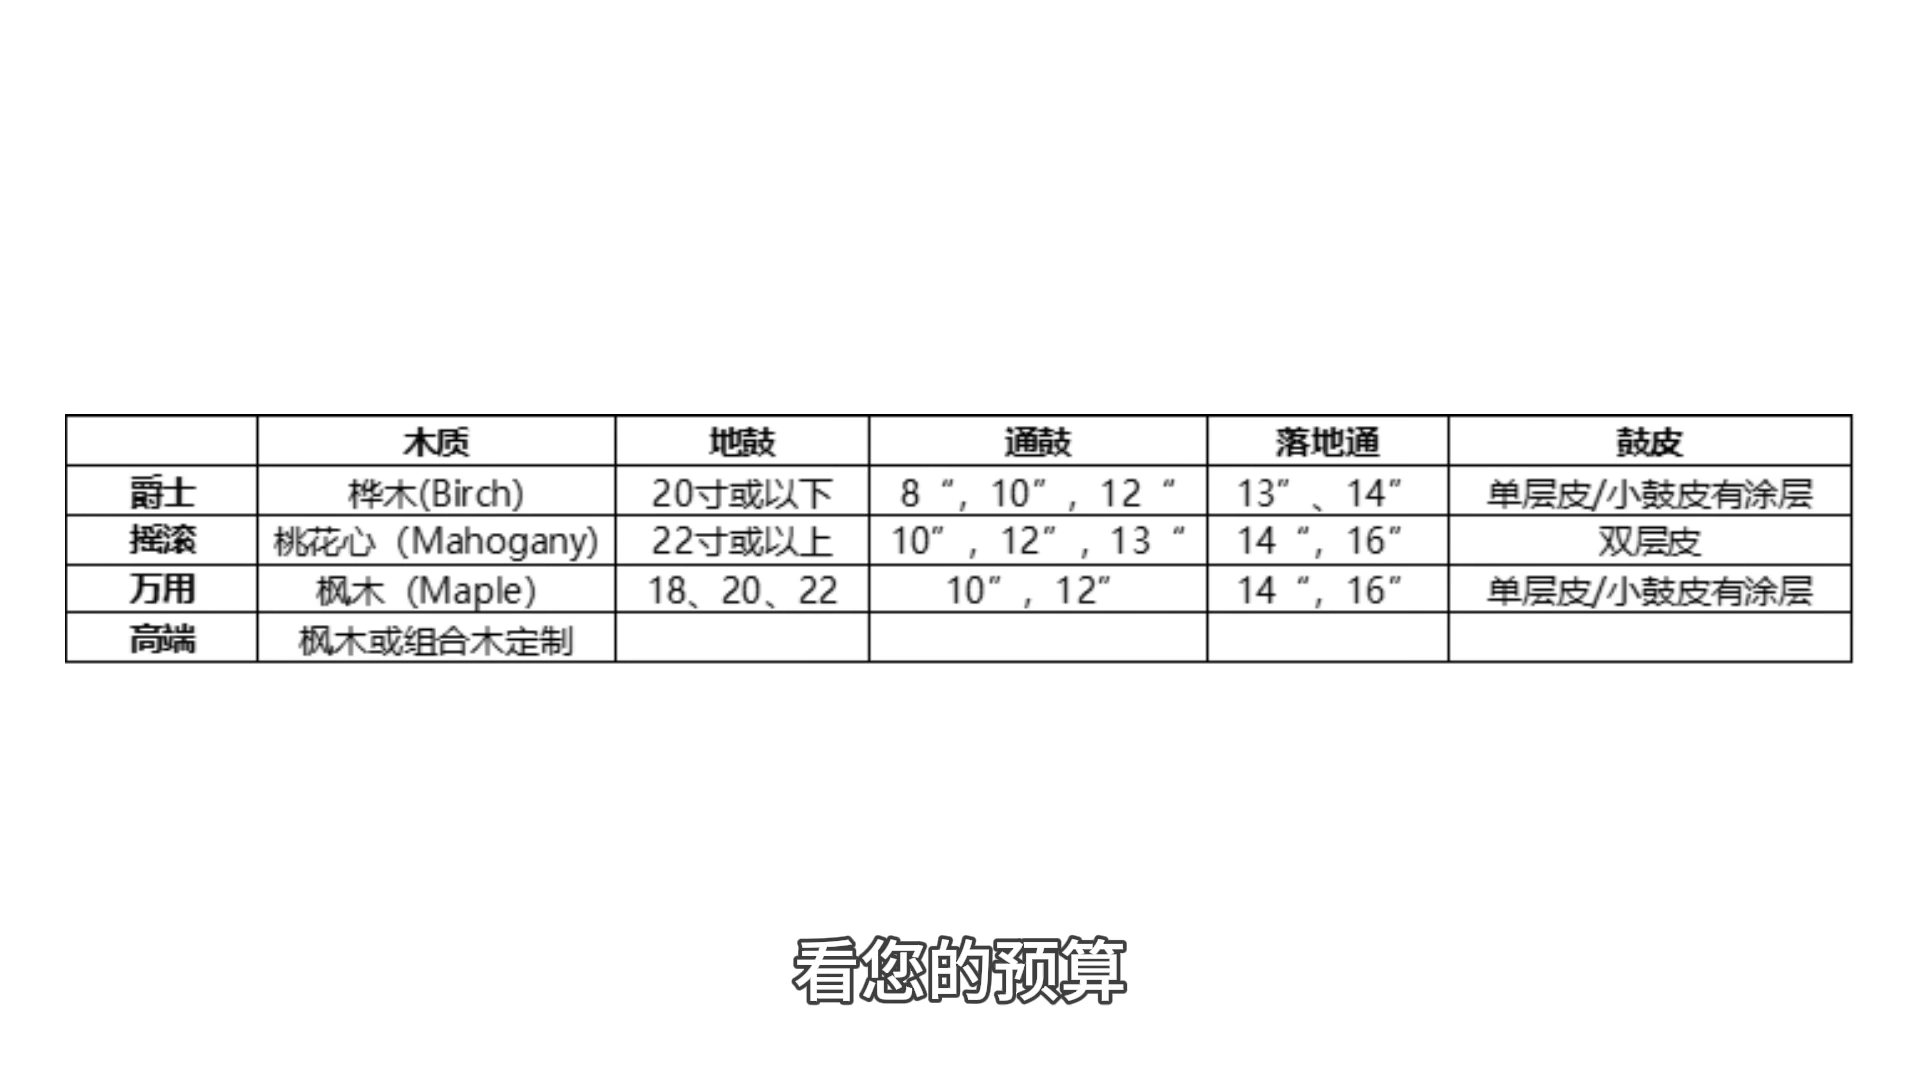 木质 地鼓 通鼓 落地通 鼓皮
爵士 桦木(Birch) 20寸或以下 8 “, 10” , 12 “ 13” 、14” 单层皮/小鼓皮有涂层
摇滚 桃花心（Mahogany) 22寸或以上 10” , 12” , 13 “ 14 “, 16” 双层皮
万用 枫木（Maple） 18、20、22 10” , 12” 14 “, 16” 单层皮/小鼓皮有涂层
高端 枫木或组合木定制
看您的预算